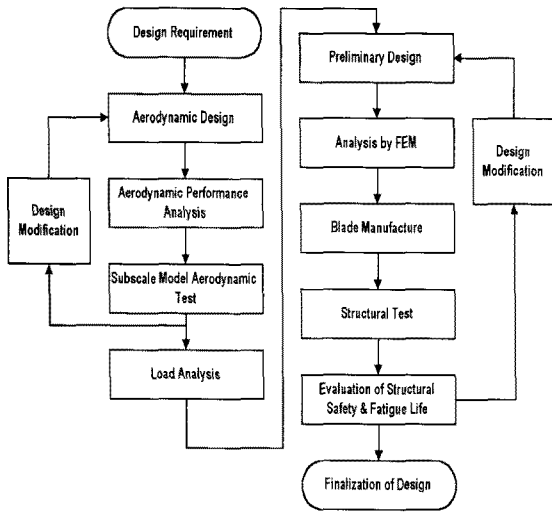 Design Requirement
Aerodynamic Design
Aerodynamic Performance
Analysis
Design
Modification
Subscale Model Aerodynamic
Test
Load Analysis
Preliminary Design
Analysis by FEM
Design
Modification
Blade Manufacture
Structural Test
Evaluation of Structural
Safety & Fatigue Life
Finalization of Design